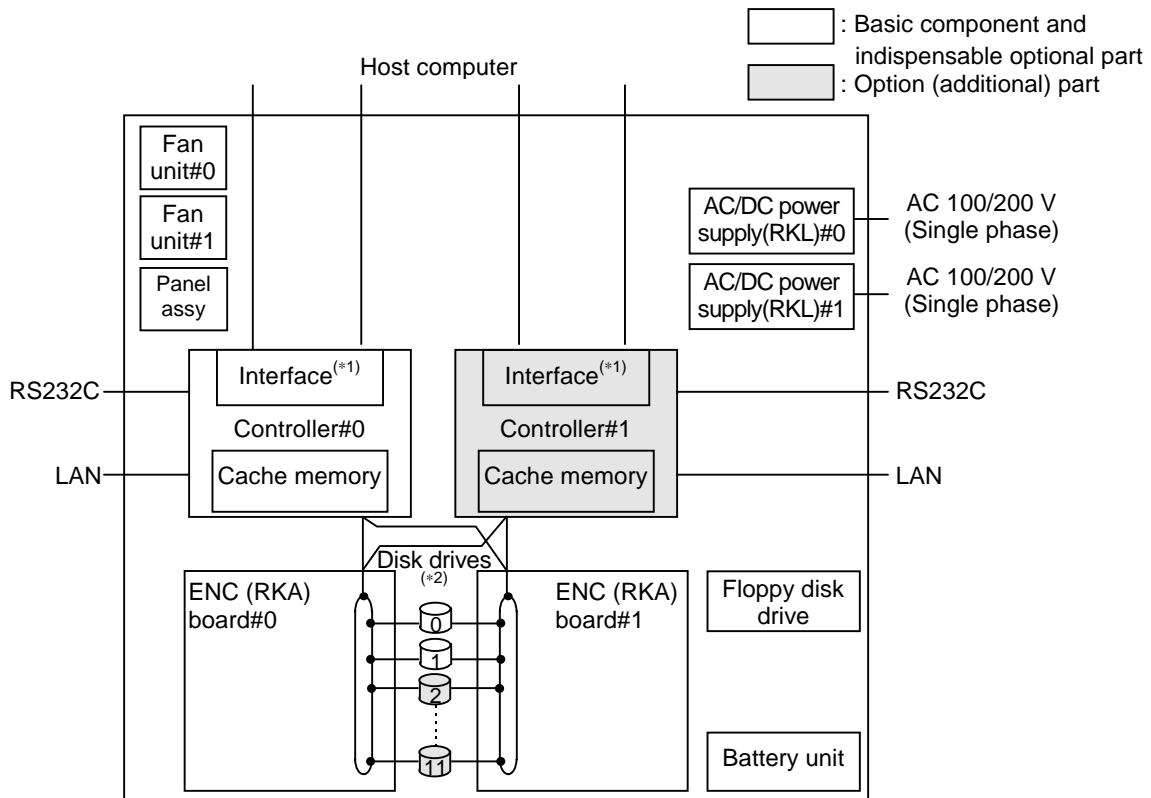 : Basic component and
indispensable optional part
: Option (additional) part
Host computer
Fan
unit#0
Fan
unit#1
Panel
assy
AC/DC power
supply(RKL)#0
AC 100/200 V
(Single phase)
AC/DC power
supply(RKL)#1
AC 100/200 V
(Single phase)
RS232C
Interface(*1)
Interface(*1)
RS232C
Controller#0
Controller#1
LAN
Cache memory
Cache memory
LAN
Disk drives
(*2)
ENC (RKA)
board#0
ENC (RKA)
board#1
Floppy disk
drive
0
1
2
11
Battery unit